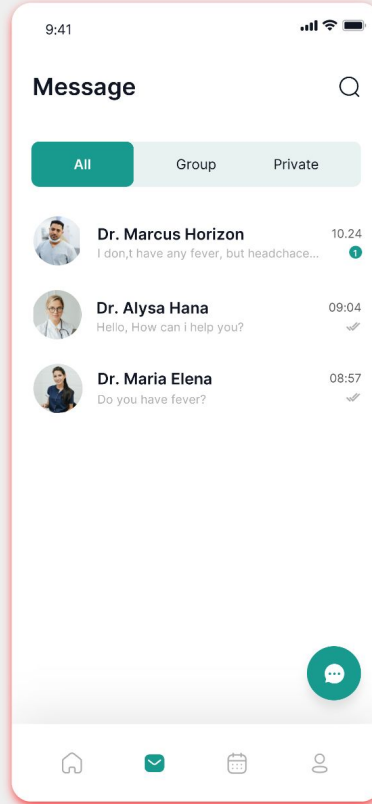 9:41
Message
All Group Private
Dr. Marcus Horizon 10.24
I don,t have any fever, but headchace... 1
Dr. Alysa Hana 09:04
Hello, How can i help you?
Dr. Maria Elena 08:57
Do you have fever?